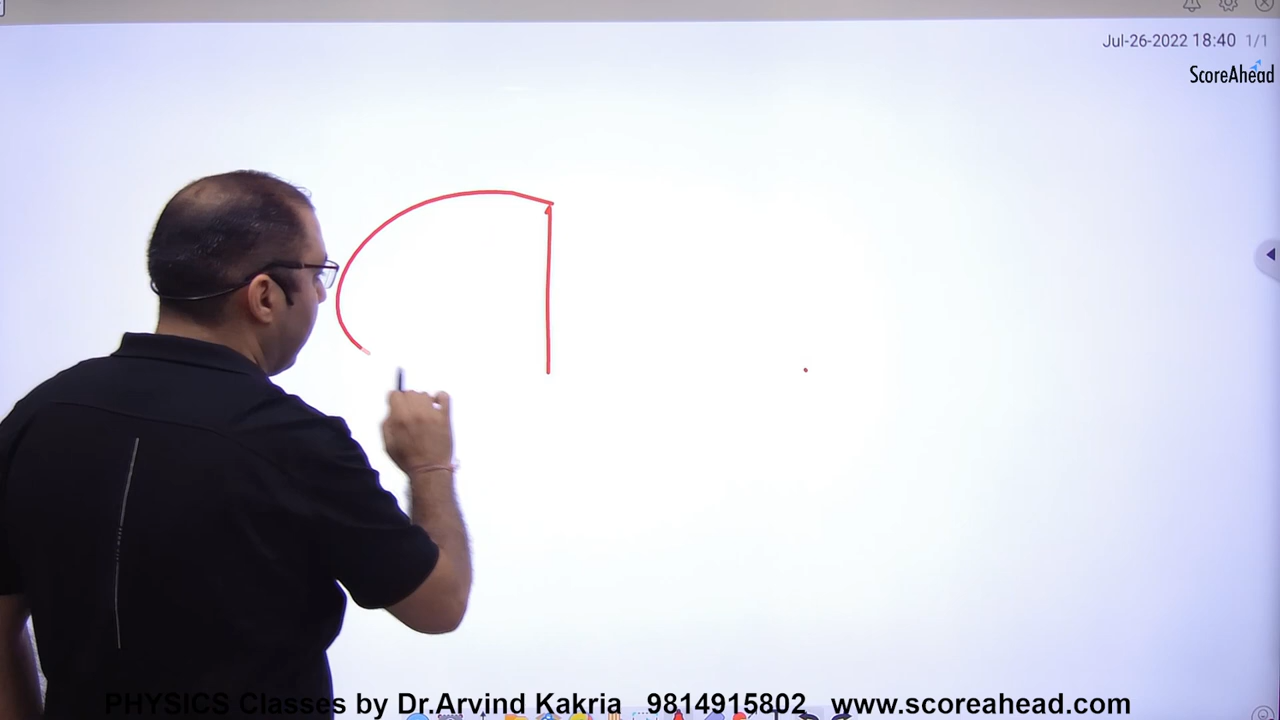 Jul-26-2022 18:40 1/1
ScoreAhead
PHYSICS Classes by Dr.Arvind Kakria 9814915802 www.scoreahead.com